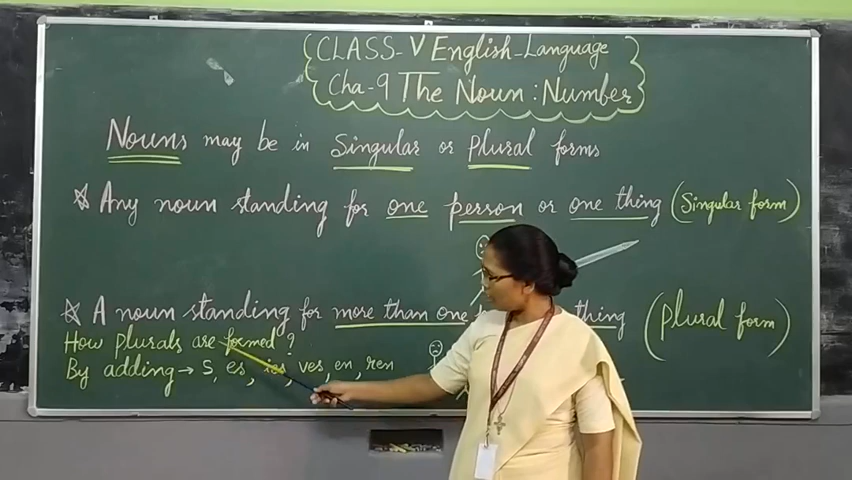 CLASS-V English-Language
Cha-9 The Noun: Number
Nouns may be in Singular or plural forms
Any noun standing for one person or one thing (Singular form)
A noun standing for more than one thing (plural form)
How plurals are formed?
By adding → s, es, ies, ves, en, ren